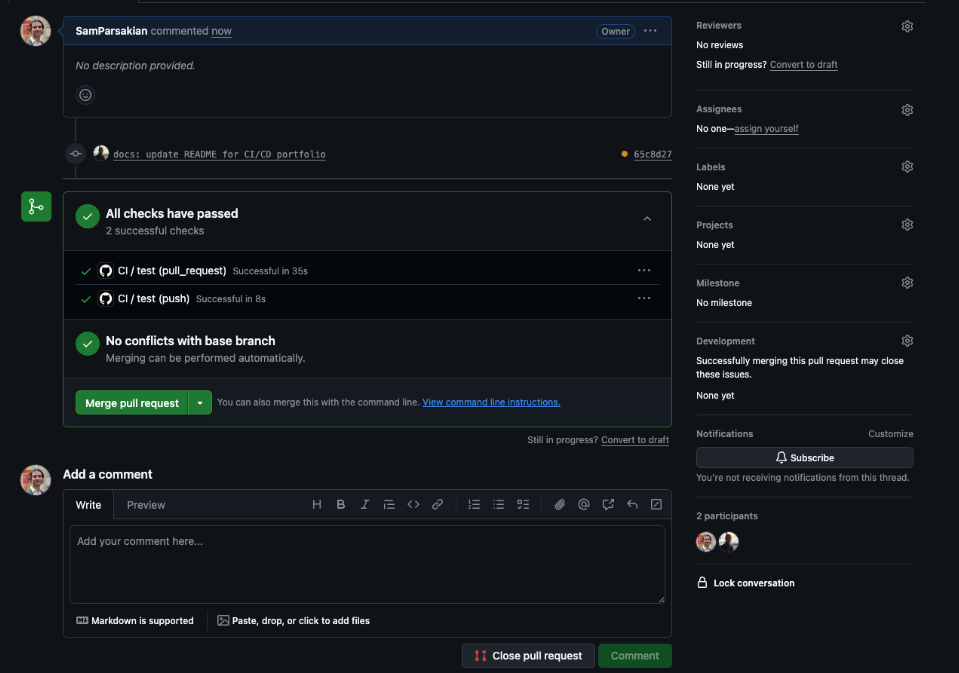 SamParsakian commented now
Owner
No description provided.
docs: update README for CI/CD portfolio
65c8d27
All checks have passed
2 successful checks
CI / test (pull_request) Successful in 35s
CI / test (push) Successful in 8s
No conflicts with base branch
Merging can be performed automatically.
Merge pull request
You can also merge this with the command line. View command line instructions.
Still in progress? Convert to draft
Add a comment
Write
Preview
Add your comment here...
Markdown is supported
Paste, drop, or click to add files
Close pull request
Comment
Reviewers
No reviews
Still in progress? Convert to draft
Assignees
No one—assign yourself
Labels
None yet
Projects
None yet
Milestone
No milestone
Development
Successfully merging this pull request may close
these issues.
None yet
Notifications
Customize
Subscribe
You're not receiving notifications from this thread.
2 participants
Lock conversation